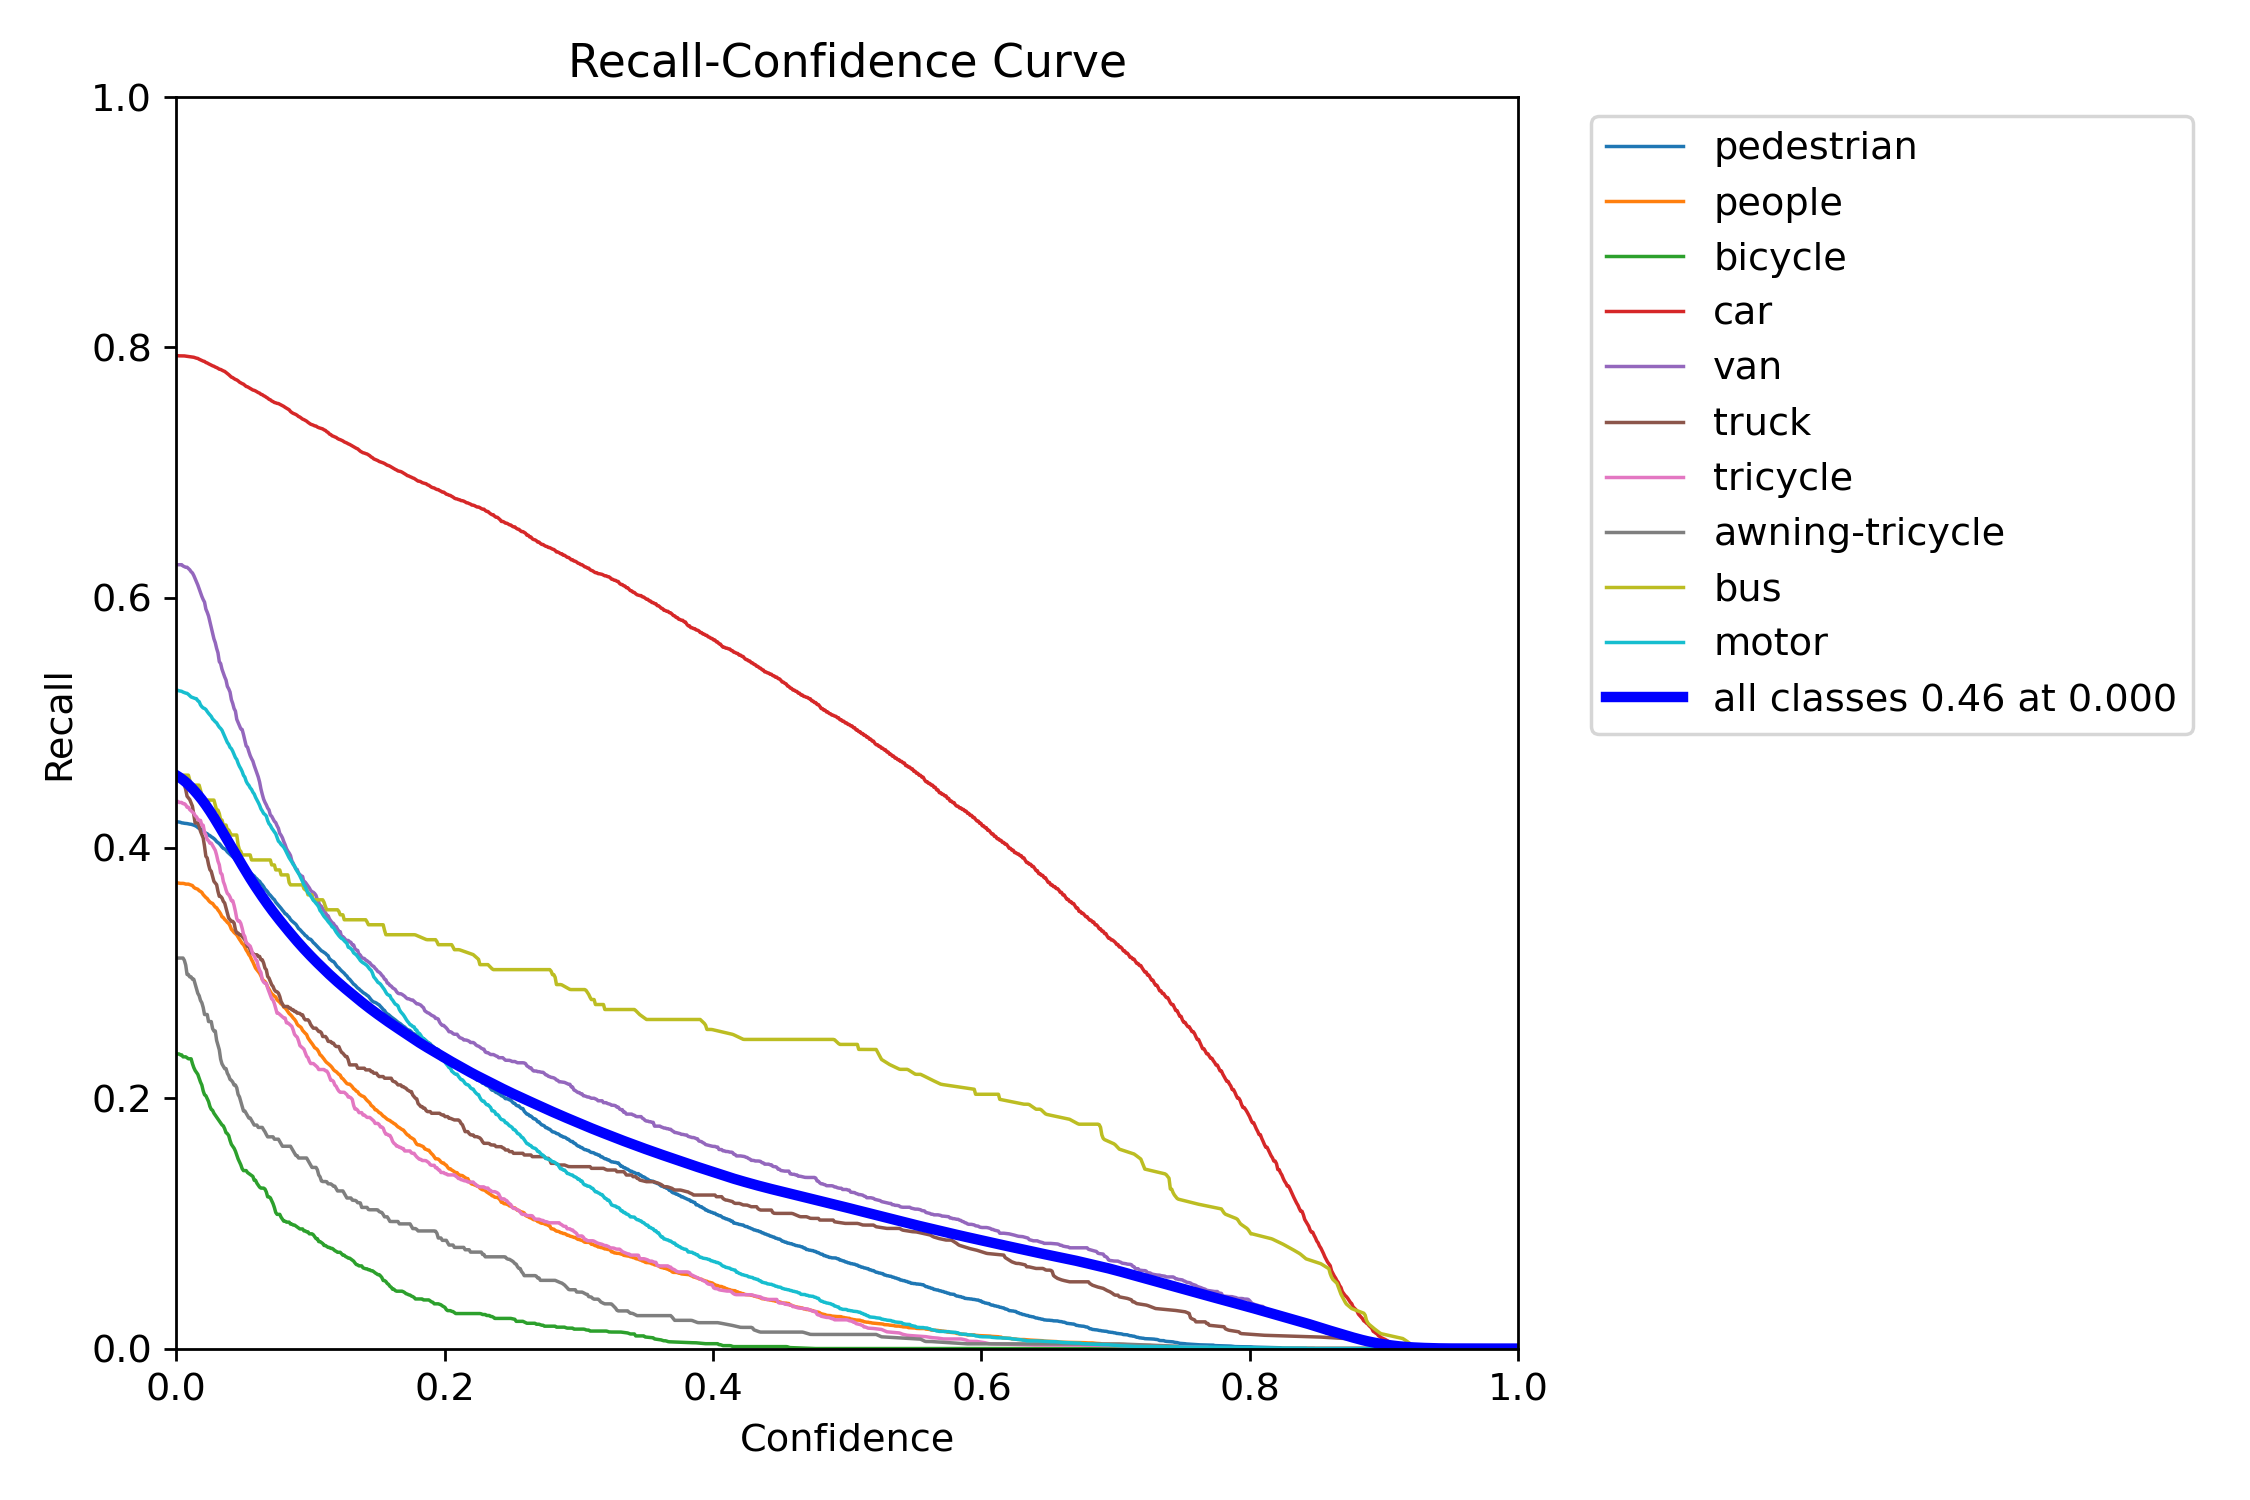 Recall-Confidence Curve
1.0
0.8
0.6
0.4
0.2
0.0
Recall
0.0 0.2 0.4 0.6 0.8 1.0
Confidence
pedestrian
people
bicycle
car
van
truck
tricycle
awning-tricycle
bus
motor
all classes 0.46 at 0.000